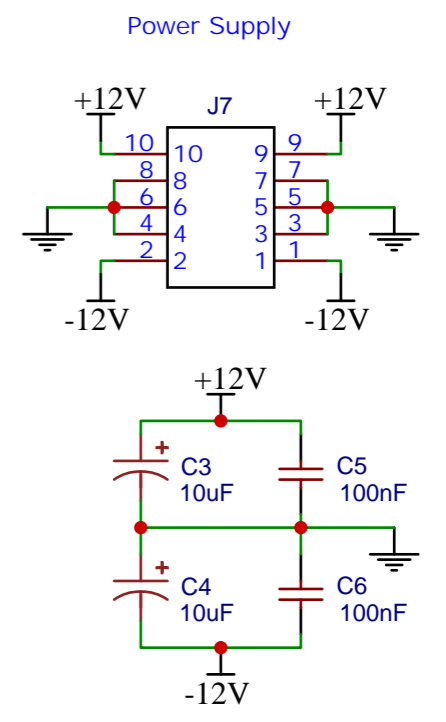 Power Supply
+12V J7 +12V
10 10 9 9
8 8 7 7
6 6 5 5
4 4 3 3
2 2 1 1
-12V -12V
+12V
+ C3 C5
10uF 100nF
+ C4 C6
10uF 100nF
-12V